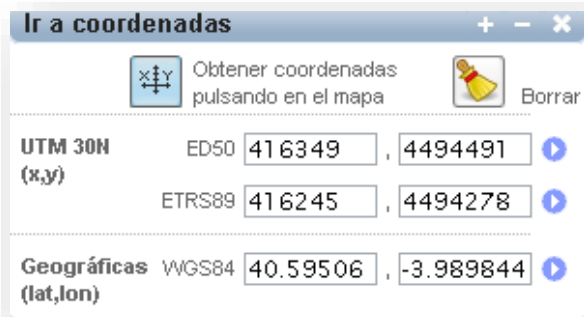 Ir a coordenadas + - ×
X Y Obtener coordenadas
pulsando en el mapa
Borrar
UTM 30N ED50 416349 , 4494491
(x,y)
ETRS89 416245 , 4494278
Geográficas WGS84 40.59506 , -3.989844
(lat,lon)